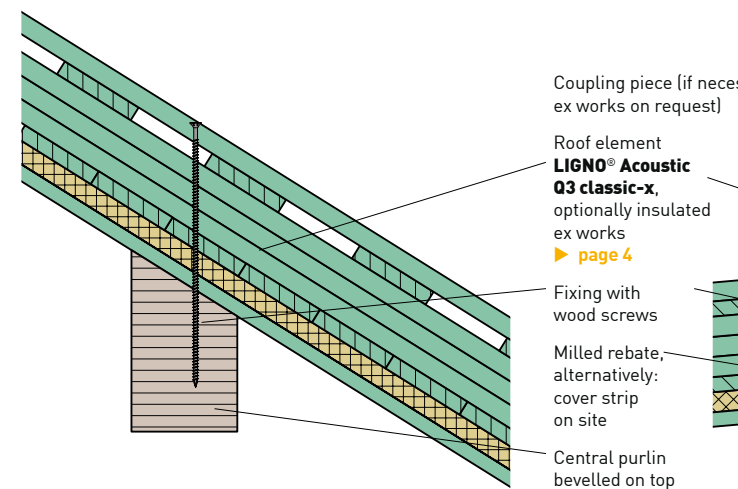 Coupling piece (if
ex works on request)
Roof element
LIGNO® Acoustic
Q3 classic-x,
optionally insulated
ex works
▶ page 4
Fixing with
wood screws
Milled rebate,
alternatively:
cover strip
on site
Central purlin
bevelled on top